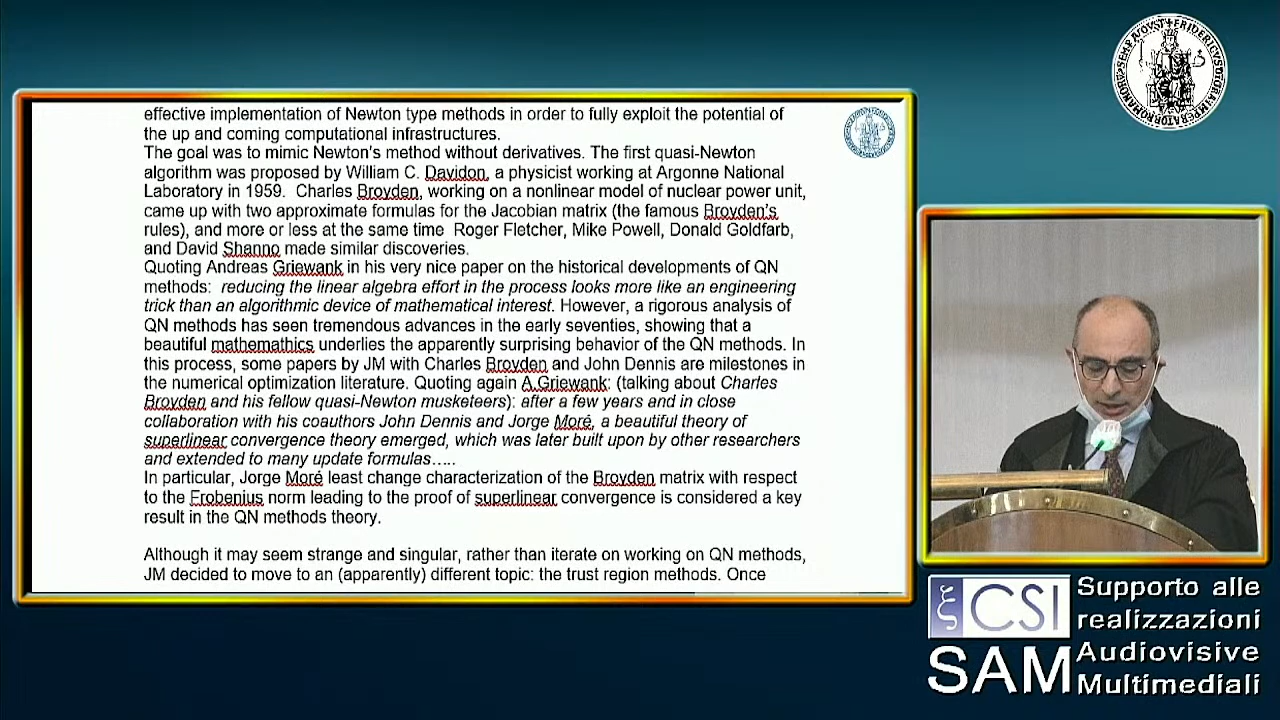 effective implementation of Newton type methods in order to fully exploit the potential of
the up and coming computational infrastructures.
The goal was to mimic Newton's method without derivatives. The first quasi-Newton
algorithm was proposed by William C. Davidon, a physicist working at Argonne National
Laboratory in 1959. Charles Broyden, working on a nonlinear model of nuclear power unit,
came up with two approximate formulas for the Jacobian matrix (the famous Broyden's
rules), and more or less at the same time Roger Fletcher, Mike Powell, Donald Goldfarb,
and David Shanno made similar discoveries.
Quoting Andreas Griewank in his very nice paper on the historical developments of QN
methods: reducing the linear algebra effort in the process looks more like an engineering
trick than an algorithmic device of mathematical interest. However, a rigorous analysis of
QN methods has seen tremendous advances in the early seventies, showing that a
beautiful mathemathics underlies the apparently surprising behavior of the QN methods. In
this process, some papers by JM with Charles Broyden and John Dennis are milestones in
the numerical optimization literature. Quoting again A.Griewank: (talking about Charles
Broyden and his fellow quasi-Newton musketeers): after a few years and in close
collaboration with his coauthors John Dennis and Jorge Moré, a beautiful theory of
superlinear convergence theory emerged, which was later built upon by other researchers
and extended to many update formulas…..
In particular, Jorge Moré least change characterization of the Broyden matrix with respect
to the Frobenius norm leading to the proof of superlinear convergence is considered a key
result in the QN methods theory.
Although it may seem strange and singular, rather than iterate on working on QN methods,
JM decided to move to an (apparently) different topic: the trust region methods. Once
CSI
SAM
Supporto alle
realizzazioni
Audiovisive
Multimediali